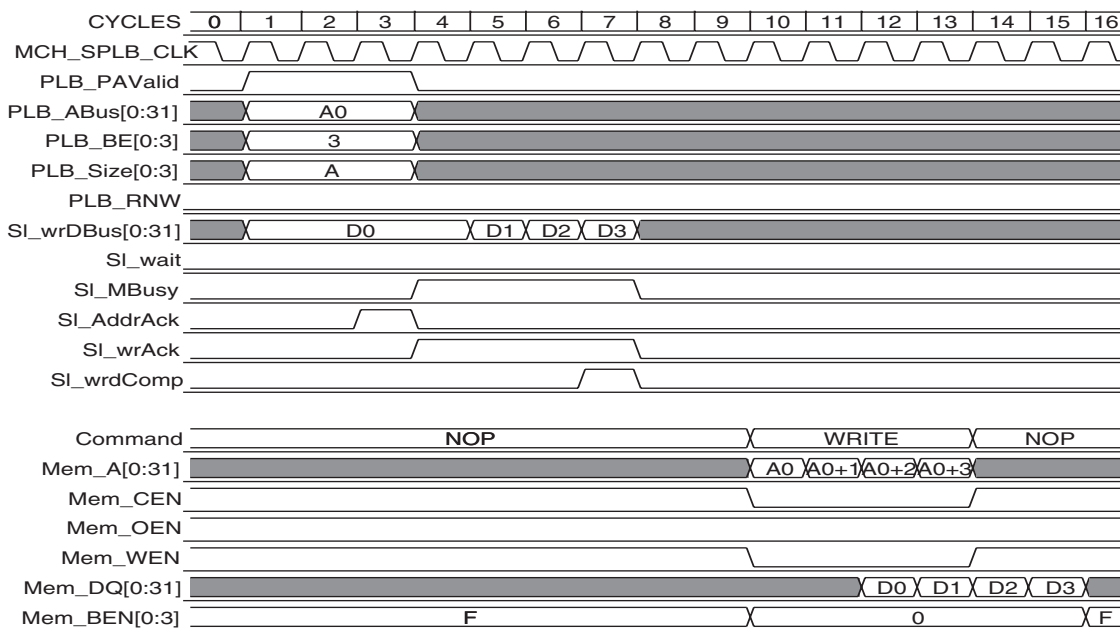 CYCLES 0 1 2 3 4 5 6 7 8 9 10 11 12 13 14 15 16
MCH_SPLB_CLK
PLB_PAValid
PLB_ABus[0:31] A0
PLB_BE[0:3] 3
PLB_Size[0:3] A
PLB_RNW
Sl_wrDBus[0:31] D0 D1 D2 D3
Sl_wait
Sl_MBusy
Sl_AddrAck
Sl_wrAck
Sl_wrdComp
Command NOP WRITE NOP
Mem_A[0:31] A0 A0+1 A0+2 A0+3
Mem_CEN
Mem_OEN
Mem_WEN
Mem_DQ[0:31] D0 D1 D2 D3
Mem_BEN[0:3] F 0 F